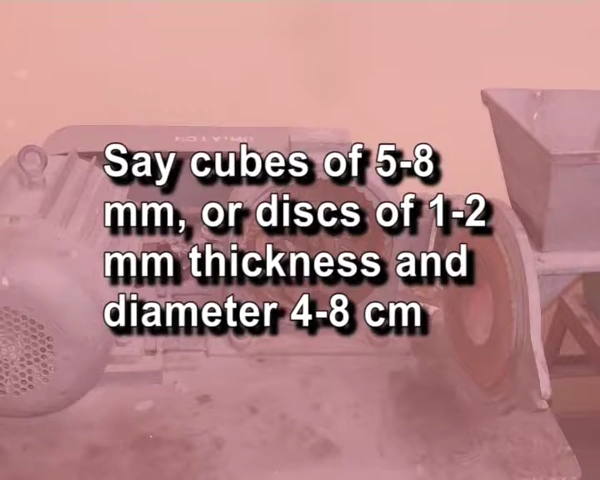 Say cubes of 5-8
mm, or discs of 1-2
mm thickness and
diameter 4-8 cm